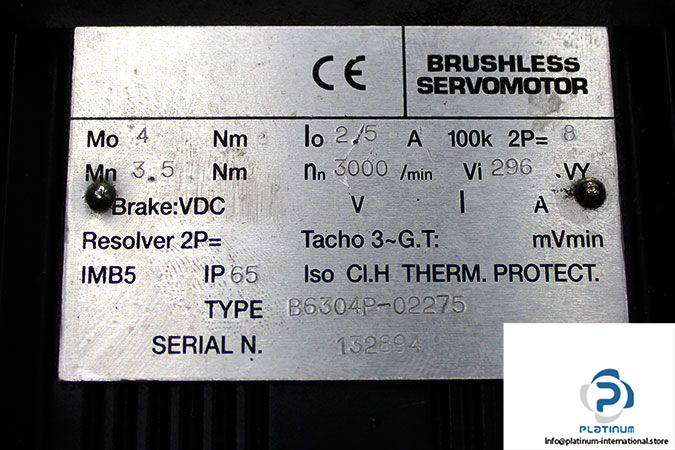 CE
BRUSHLESS
SERVOMOTOR
Mo 4 Nm Io 2.5 A 100k 2P= 8
Mn 3.5 Nm nn 3000 /min Vi 296 .VY
Brake:VDC V I A
Resolver 2P= Tacho 3~G.T: mVmin
IMB5 IP 65 Iso Cl.H THERM. PROTECT.
TYPE B6304P-02275
SERIAL N. 132894
PLATINUM
Info@platinum-international.store